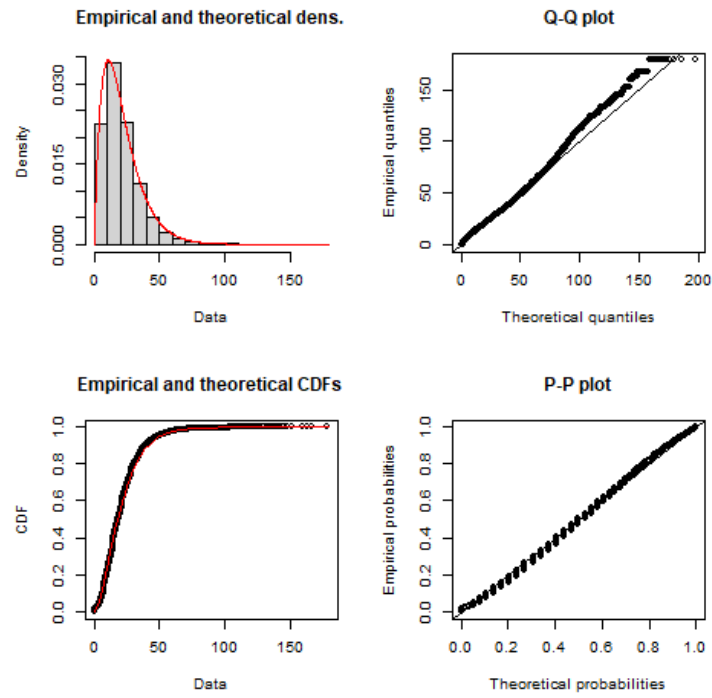 Empirical and theoretical dens.
Density
0.000 0.015 0.030
0 50 100 150
Data
Q-Q plot
Empirical quantiles
0 50 100 150
0 50 100 150 200
Theoretical quantiles
Empirical and theoretical CDFs
CDF
0.0 0.2 0.4 0.6 0.8 1.0
0 50 100 150
Data
P-P plot
Empirical probabilities
0.0 0.2 0.4 0.6 0.8 1.0
0.0 0.2 0.4 0.6 0.8 1.0
Theoretical probabilities